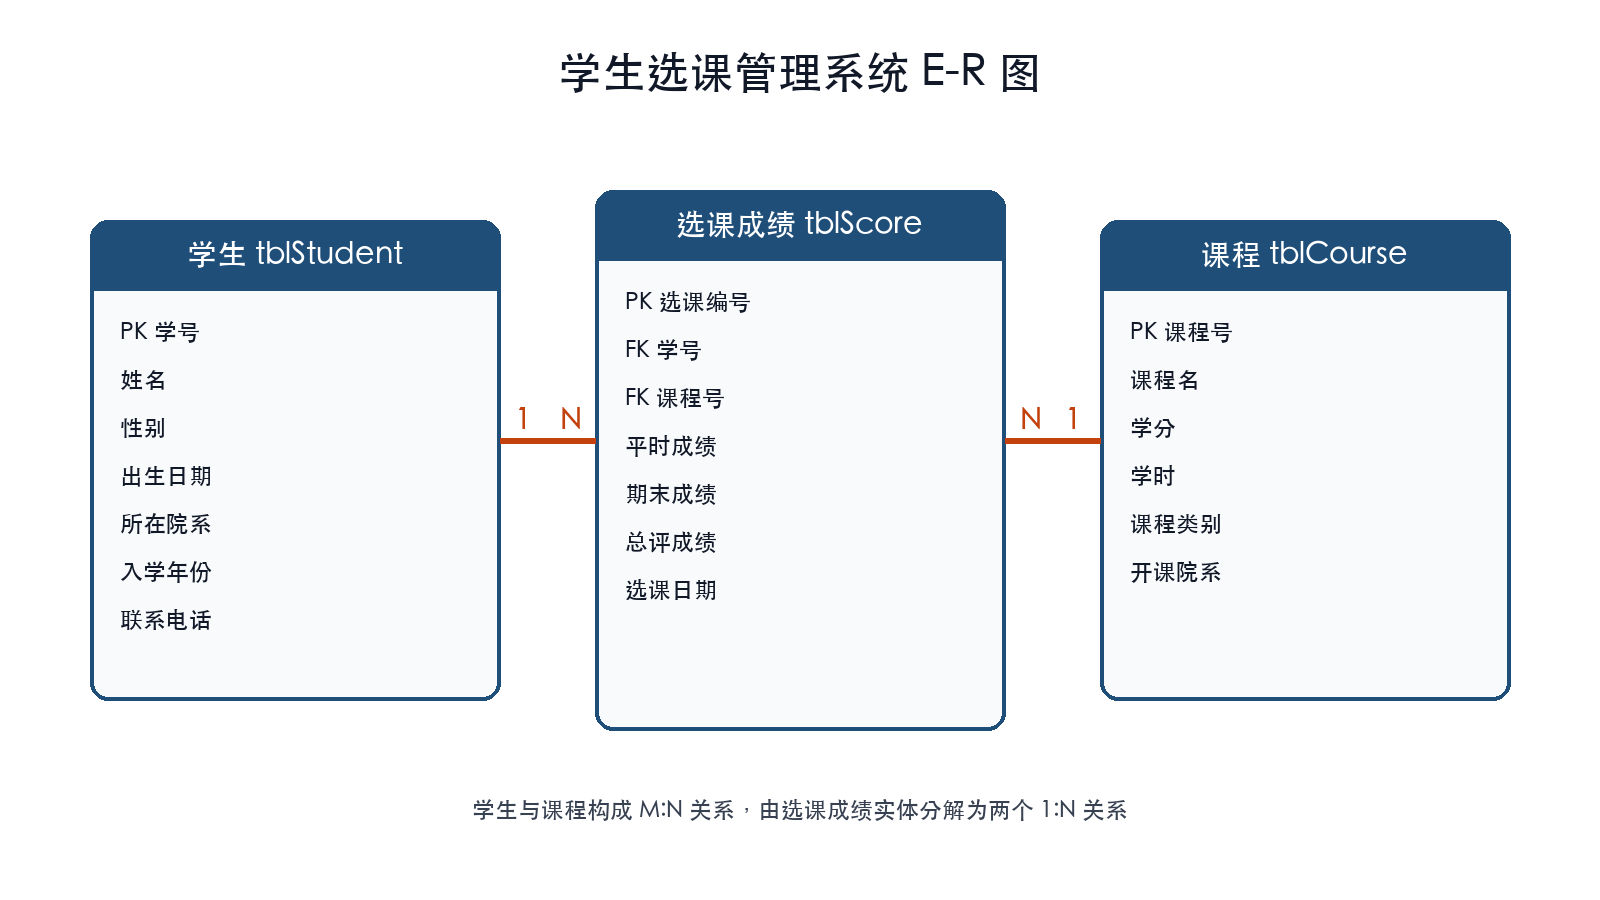 学生选课管理系统 E-R 图
学生 tblStudent
PK 学号
姓名
性别
出生日期
所在院系
入学年份
联系电话
1 N
选课成绩 tblScore
PK 选课编号
FK 学号
FK 课程号
平时成绩
期末成绩
总评成绩
选课日期
N 1
课程 tblCourse
PK 课程号
课程名
学分
学时
课程类别
开课院系
学生与课程构成 M:N 关系，由选课成绩实体分解为两个 1:N 关系